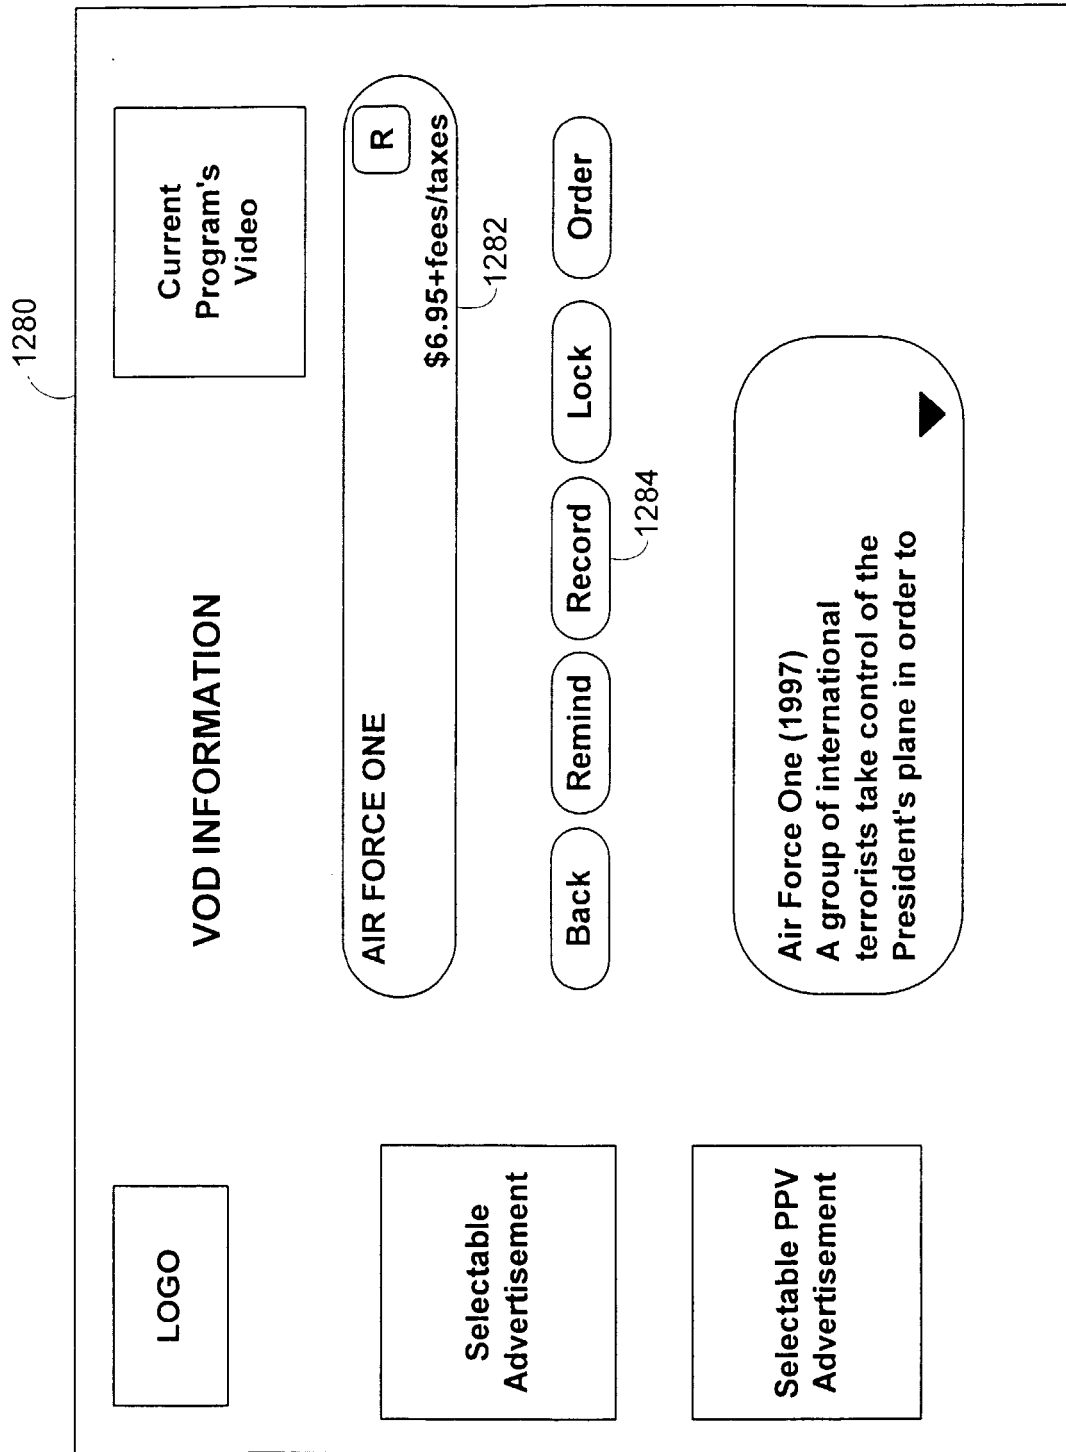 1280
LOGO
VOD INFORMATION
Current
Program's
Video
AIR FORCE ONE
R
$6.95+fees/taxes
1282
Selectable
Advertisement
Back
Remind
Record
Lock
Order
1284
Selectable PPV
Advertisement
Air Force One (1997)
A group of international
terrorists take control of the
President's plane in order to